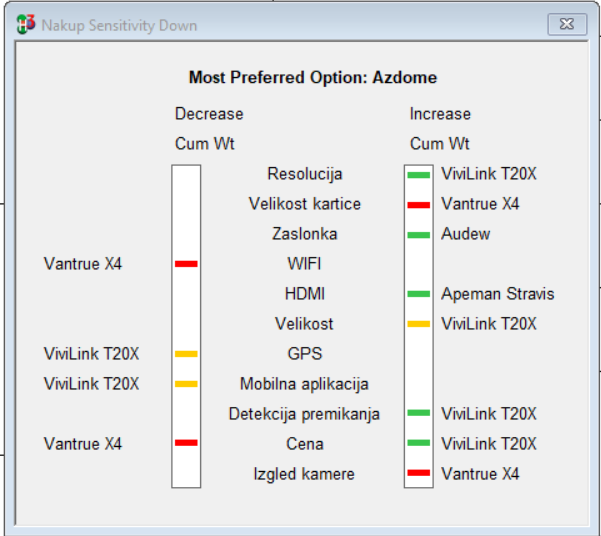 Nakup Sensitivity Down
Most Preferred Option: Azdome
Decrease Increase
Cum Wt Cum Wt
Resolucija ViviLink T20X
Velikost kartice Vantrue X4
Zaslonka Audew
Vantrue X4 WIFI
HDMI Apeman Stravis
Velikost ViviLink T20X
ViviLink T20X GPS
ViviLink T20X Mobilna aplikacija
Detekcija premikanja ViviLink T20X
Vantrue X4 Cena ViviLink T20X
Izgled kamere Vantrue X4